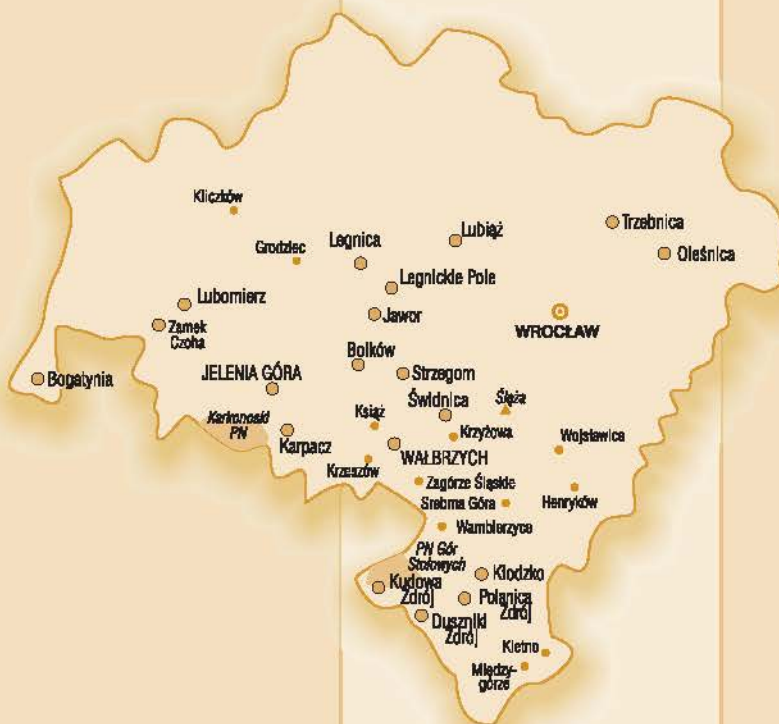 Kliczków
Grodziec
Legnica
Lubiąż
Trzebnica
Oleśnica
Legnickie Pole
Lubomierz
Jawor
Zamek
Czoha
WROCŁAW
Bolków
Bogatynia
JELENIA GÓRA
Strzegom
Świdnica
Ślęża
Karkonoski
PN
Książ
Karpacz
Krzyżowa
Wojsławice
WAŁBRZYCH
Krzeszów
Zagórze Śląskie
Srebrna Góra
Henryków
Wambierzyce
PN Gór
Stołowych
Kłodzko
Kudowa
Zdrój
Polanica
Zdrój
Duszniki
Zdrój
Kletno
Między-
górze